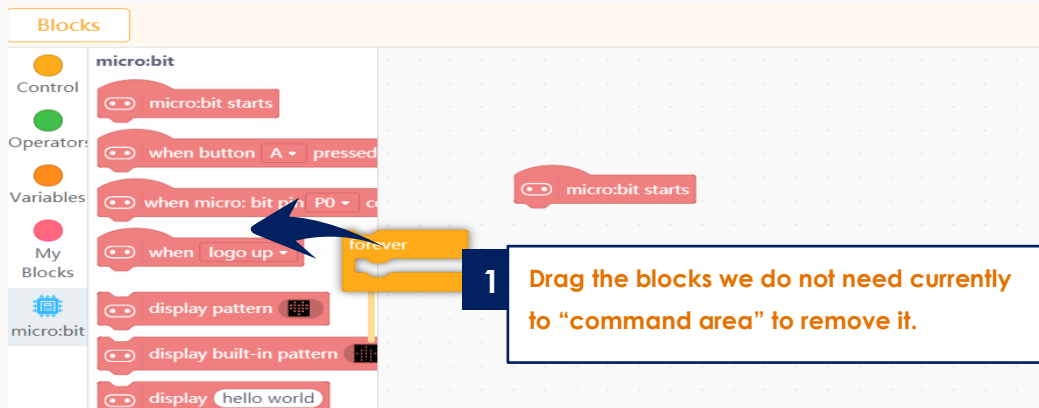 Blocks
micro:bit
Control
micro:bit starts
Operators
when button A pressed
Variables
when micro: bit pin P0
micro:bit starts
My
Blocks
when logo up
forever
micro:bit
display pattern
display built-in pattern
display hello world
1
Drag the blocks we do not need currently
to “command area” to remove it.